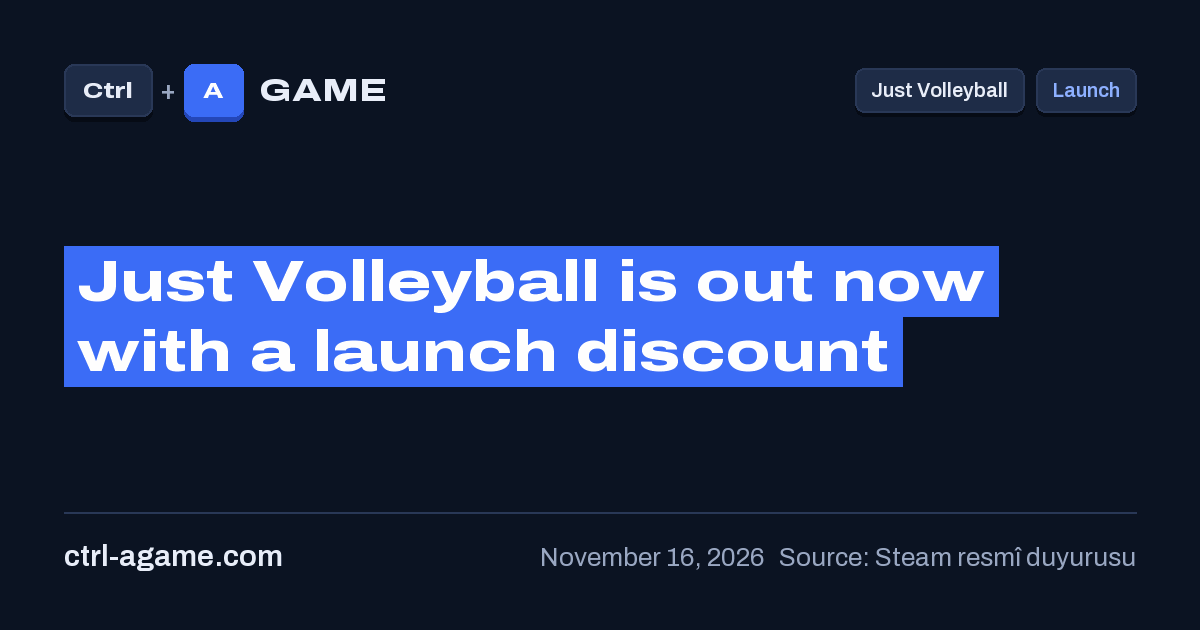 Ctrl + A GAME
Just Volleyball Launch
Just Volleyball is out now
with a launch discount
ctrl-agame.com
November 16, 2026 Source: Steam resmî duyurusu